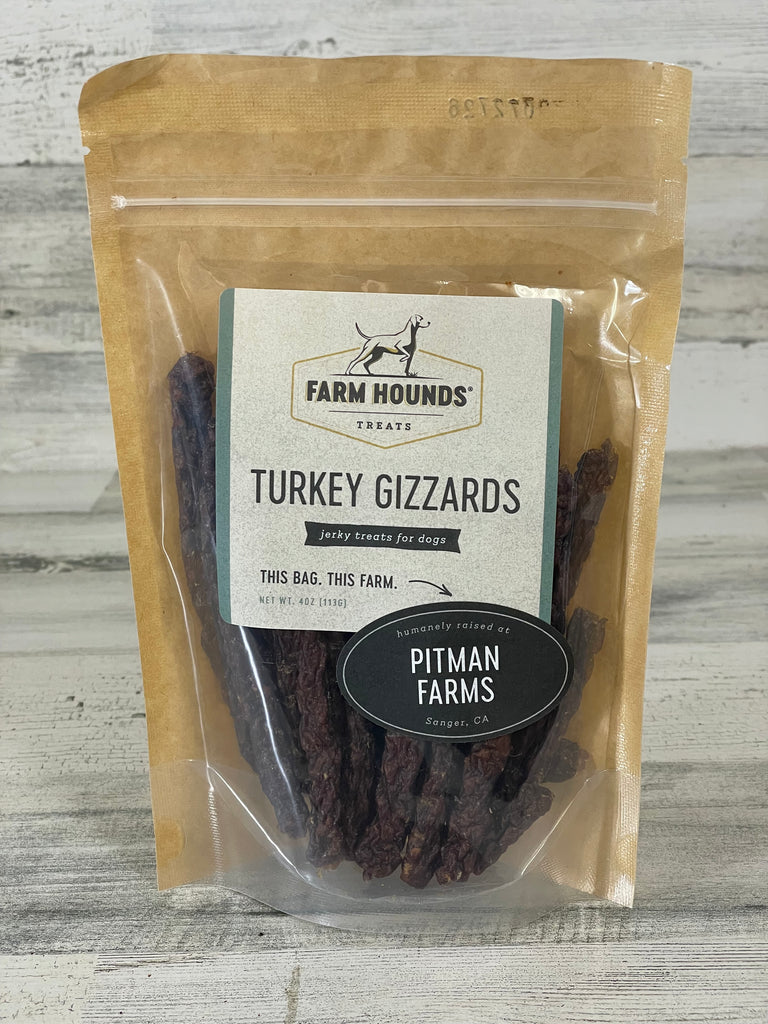 FARM HOUNDS®
TREATS
TURKEY GIZZARDS
jerky treats for dogs
THIS BAG. THIS FARM.
NET WT. 4OZ (113G)
humanely raised at
PITMAN
FARMS
Sanger, CA